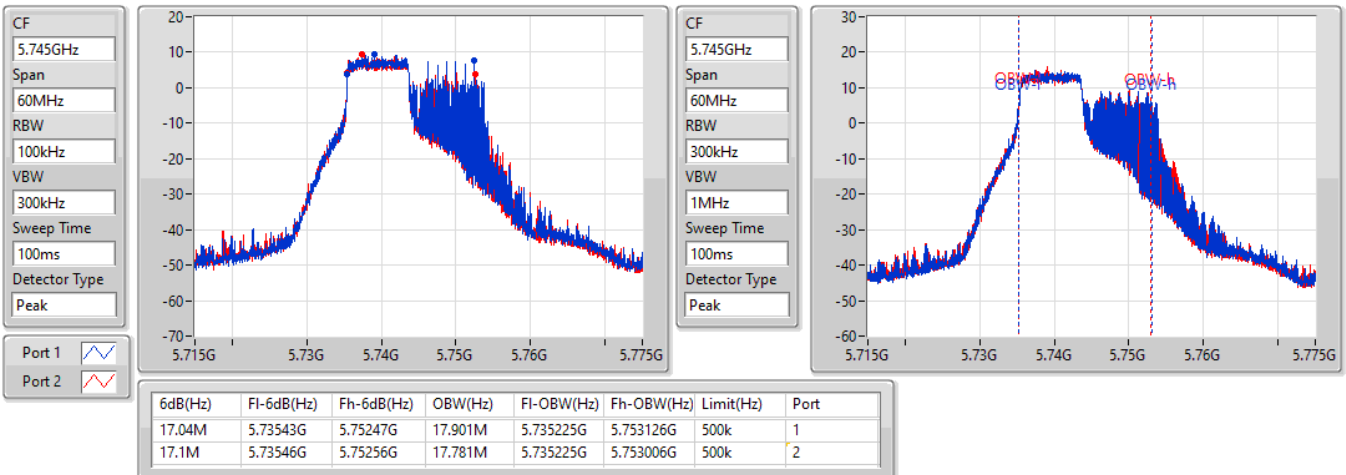 CF
5.745GHz
Span
60MHz
RBW
100kHz
VBW
300kHz
Sweep Time
100ms
Detector Type
Peak
Port 1
Port 2
20
10
0
-10
-20
-30
-40
-50
-60
-70
5.715G 5.73G 5.74G 5.75G 5.76G 5.775G
CF
5.745GHz
Span
60MHz
RBW
300kHz
VBW
1MHz
Sweep Time
100ms
Detector Type
Peak
30
20
10
0
-10
-20
-30
-40
-50
-60
OBW-l OBW-h
OBW-l OBW-h
5.715G 5.73G 5.74G 5.75G 5.76G 5.775G
6dB(Hz) Fl-6dB(Hz) Fh-6dB(Hz) OBW(Hz) Fl-OBW(Hz) Fh-OBW(Hz) Limit(Hz) Port
17.04M 5.73543G 5.75247G 17.901M 5.735225G 5.753126G 500k 1
17.1M 5.73546G 5.75256G 17.781M 5.735225G 5.753006G 500k 2